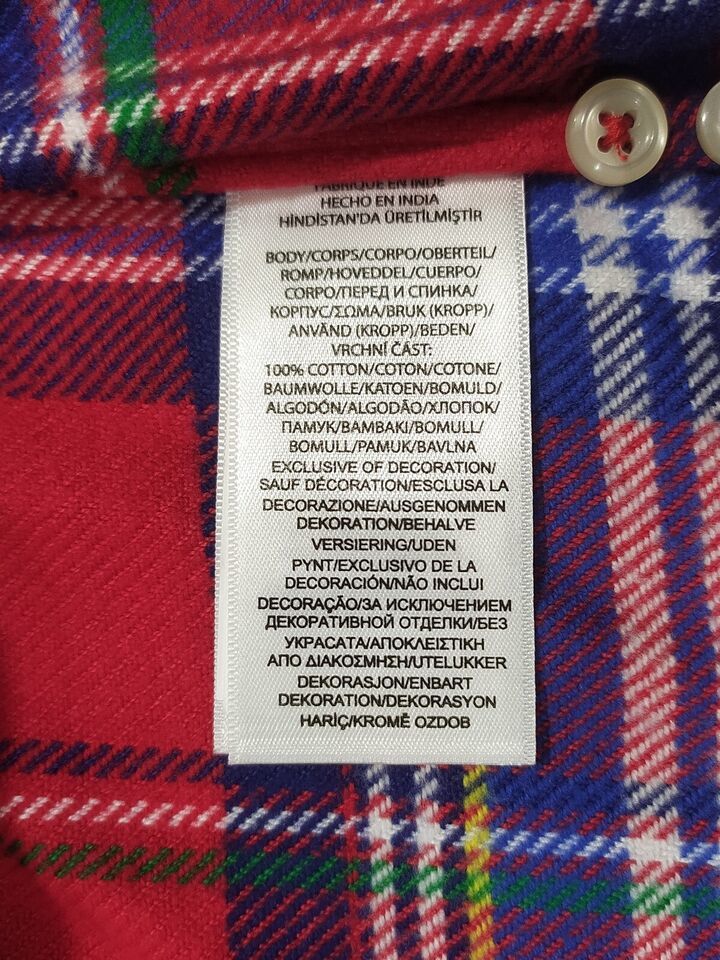 FABRIQUÉ EN INDE
HECHO EN INDIA
HİNDİSTAN'DA ÜRETİLMİŞTİR
BODY/CORPS/CORPO/OBERTEIL/
ROMP/HOVEDDEL/CUERPO/
CORPO/ПЕРЕД И СПИНКА/
КОРПУС/ΣΩΜΑ/BRUK (KROPP)/
ANVÄND (KROPP)/BEDEN/
VRCHNÍ ČÁST:
100% COTTON/COTON/COTONE/
BAUMWOLLE/KATOEN/BOMULD/
ALGODÓN/ALGODÃO/ХЛОПОК/
ПАМУК/ΒΑΜΒΑΚΙ/BOMULL/
BOMULL/PAMUK/BAVLNA
EXCLUSIVE OF DECORATION/
SAUF DÉCORATION/ESCLUSA LA
DECORAZIONE/AUSGENOMMEN
DEKORATION/BEHALVE
VERSIERING/UDEN
PYNT/EXCLUSIVO DE LA
DECORACIÓN/NÃO INCLUI
DECORAÇÃO/ЗА ИСКЛЮЧЕНИЕМ
ДЕКОРАТИВНОЙ ОТДЕЛКИ/БЕЗ
УКРАСАТА/ΑΠΟΚΛΕΙΣΤΙΚΗ
ΑΠΟ ΔΙΑΚΟΣΜΗΣΗ/UTELUKKER
DEKORASJON/ENBART
DEKORATION/DEKORASYON
HARİÇ/KROMĚ OZDOB